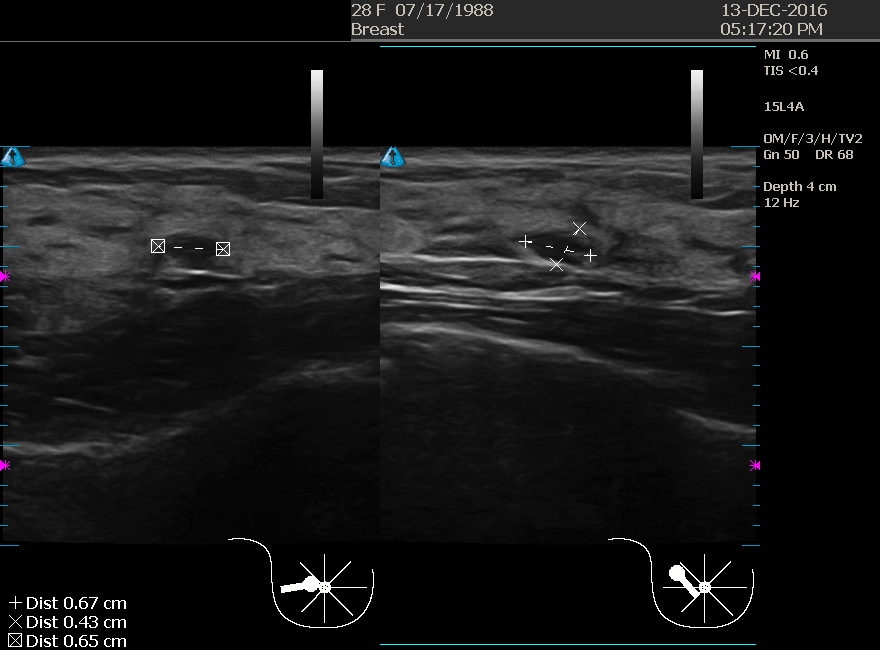 28 F 07/17/1988
13-DEC-2016
Breast
05:17:20 PM
MI 0.6
TIS <0.4
15L4A
OM/F/3/H/TV2
Gn 50 DR 68
Depth 4 cm
12 Hz
Dist 0.67 cm
Dist 0.43 cm
Dist 0.65 cm